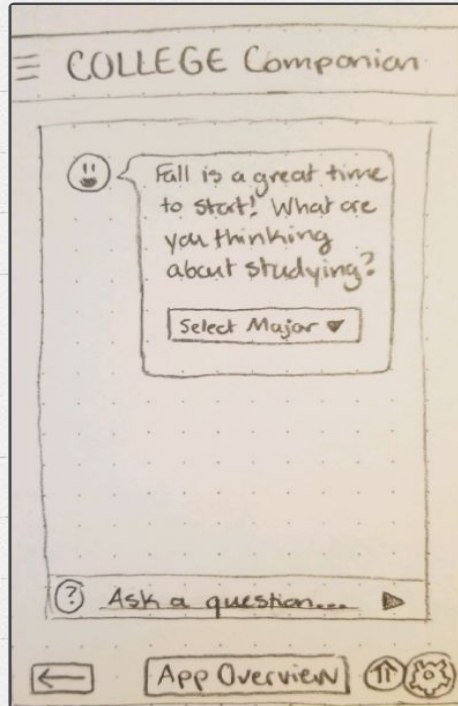 COLLEGE Companion
Fall is a great time
to start! What are
you thinking
about studying?
Select Major
? Ask a question...
App Overview